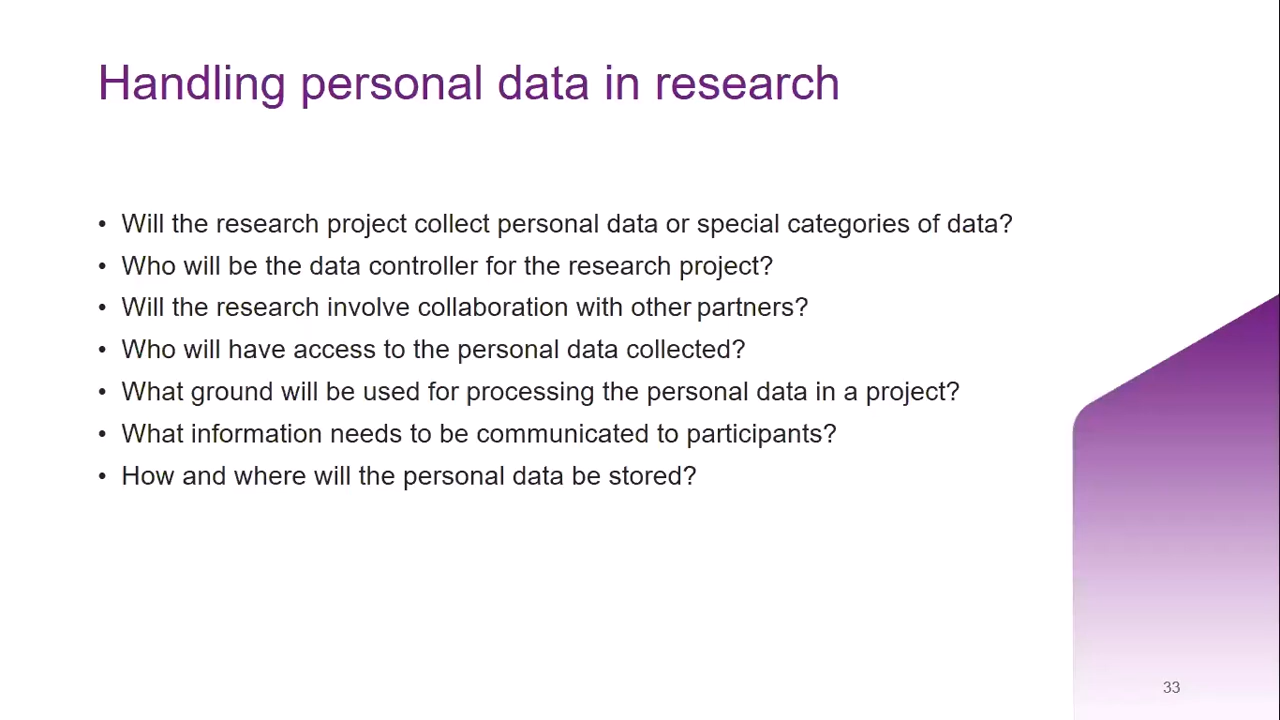 Handling personal data in research
• Will the research project collect personal data or special categories of data?
• Who will be the data controller for the research project?
• Will the research involve collaboration with other partners?
• Who will have access to the personal data collected?
• What ground will be used for processing the personal data in a project?
• What information needs to be communicated to participants?
• How and where will the personal data be stored?
33